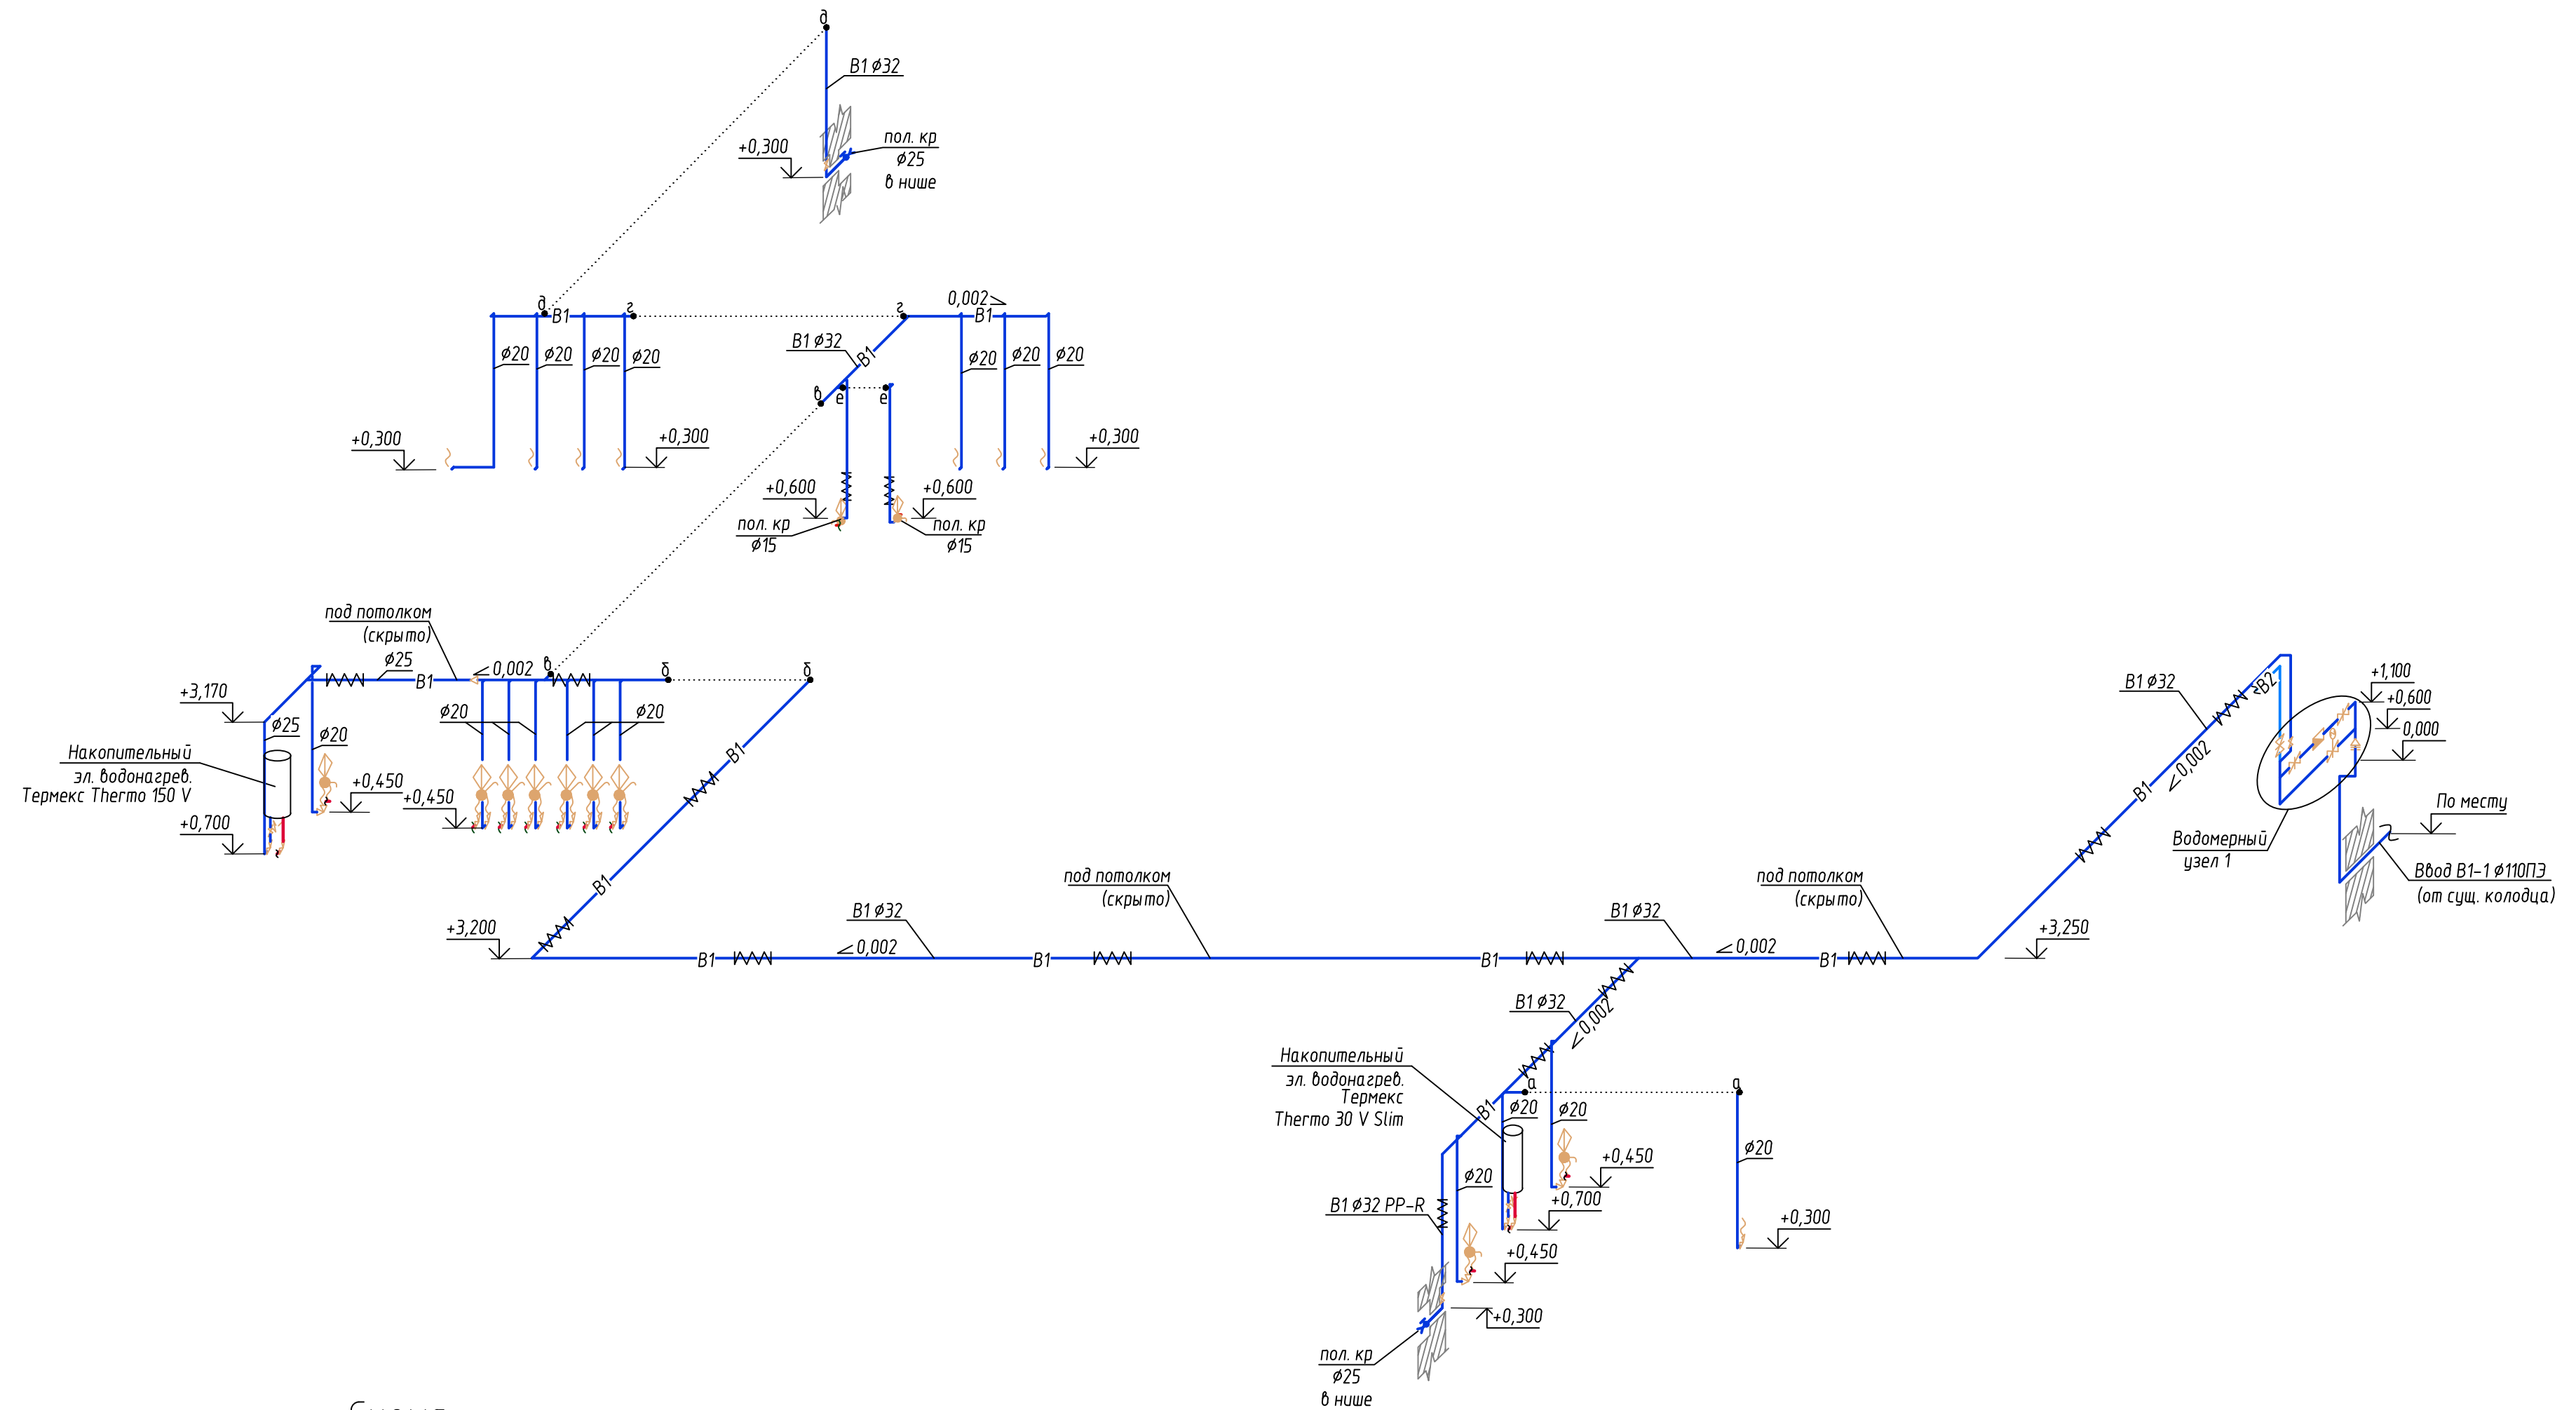 д
В1 ⌀32
+0,300
пол. кр
⌀25
в нише
д
В1
г
г
0,002
В1
В1 ⌀32
В1
⌀20
⌀20
⌀20
⌀20
⌀20
⌀20
⌀20
в
е
е
+0,300
+0,300
+0,300
+0,600
+0,600
пол. кр
⌀15
пол. кр
⌀15
под потолком
(скрыто)
⌀25
В1
0,002
в
б
б
+3,170
⌀25
⌀20
⌀20
⌀20
Накопительный
эл. водонагрев.
Термекс Thermo 150 V
+0,450
+0,450
+0,700
В1
В1
+3,200
В1
В1 ⌀32
0,002
В1
под потолком
(скрыто)
В1
В1 ⌀32
0,002
под потолком
(скрыто)
В1
+3,250
В1
0,002
В1 ⌀32
В2
+1,100
+0,600
0,000
По месту
Водомерный
узел 1
Ввод В1-1 ⌀110ПЭ
(от сущ. колодца)
В1 ⌀32
0,002
Накопительный
эл. водонагрев.
Термекс
Thermo 30 V Slim
В1
а
а
⌀20
⌀20
⌀20
⌀20
+0,450
+0,700
+0,300
В1 ⌀32 PP-R
+0,450
+0,300
пол. кр
⌀25
в нише